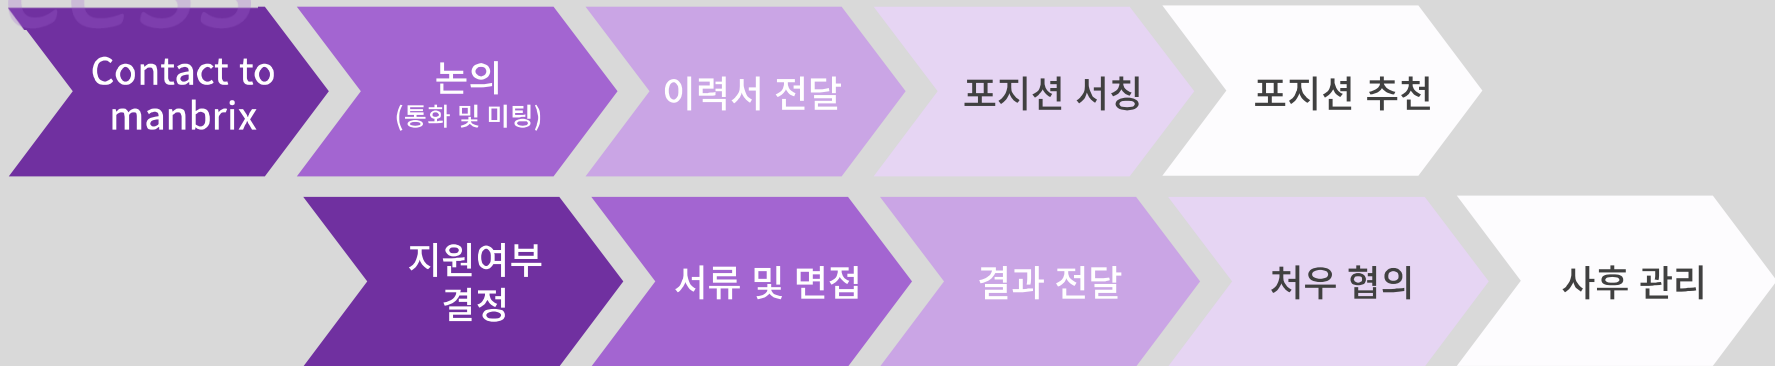 cess
Contact to
manbrix
논의
(통화 및 미팅)
이력서 전달
포지션 서칭
포지션 추천
지원여부
결정
서류 및 면접
결과 전달
처우 협의
사후 관리